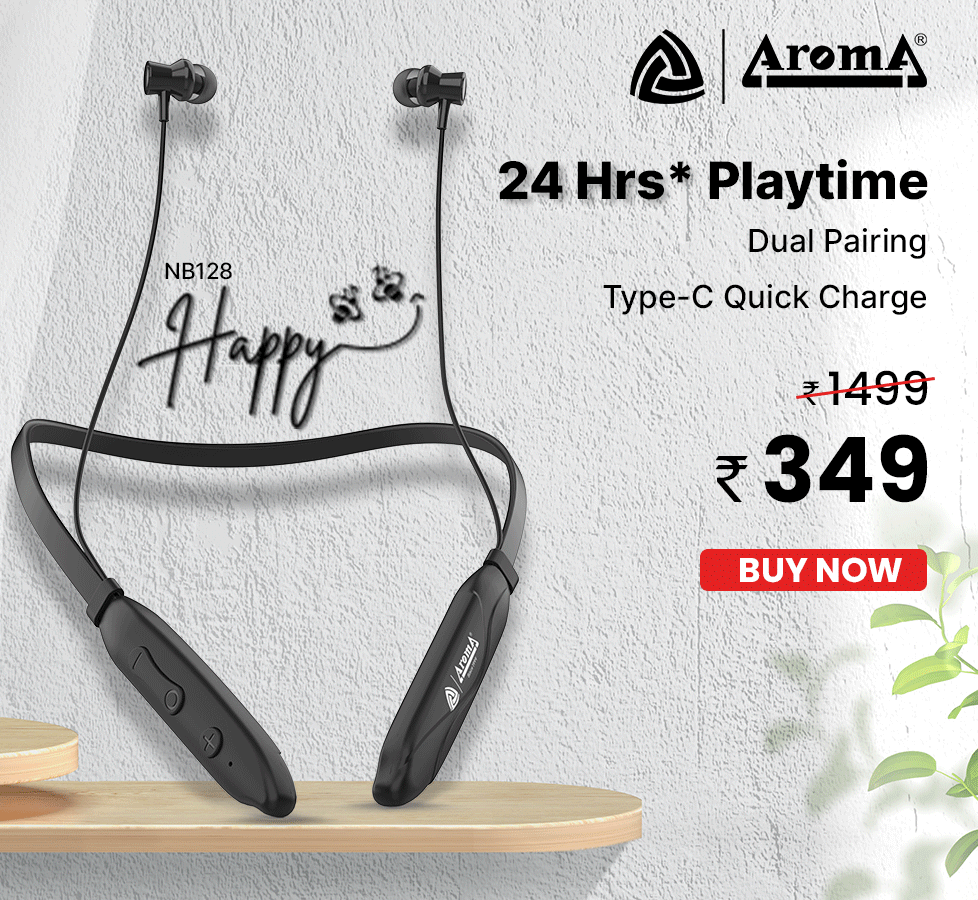 AromA®
24 Hrs* Playtime
Dual Pairing
Type-C Quick Charge
NB128
Happy
₹ 1499
₹ 349
BUY NOW
AromA